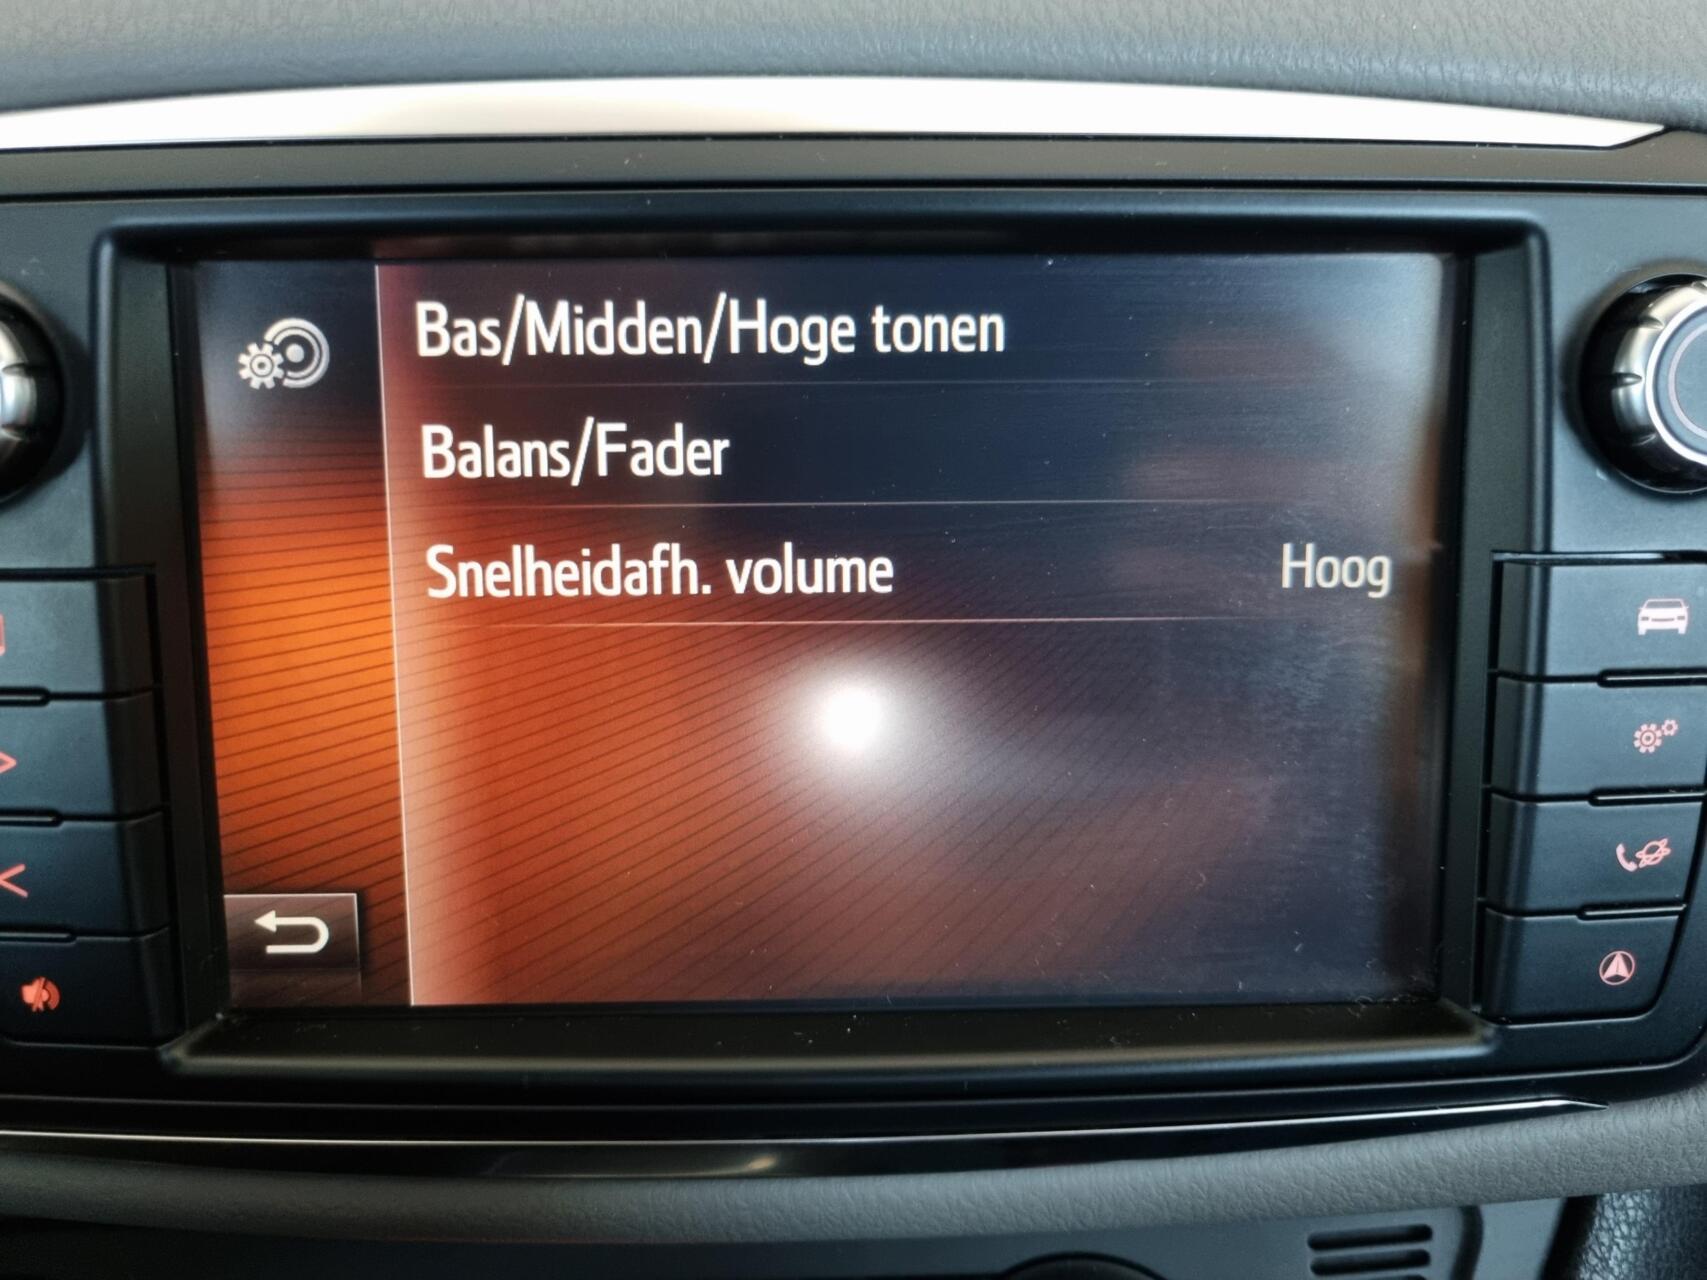 Bas/Midden/Hoge tonen
Balans/Fader
Snelheidafh. volume Hoog